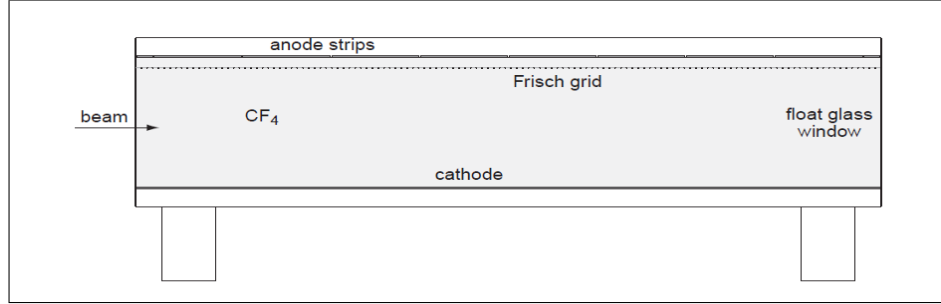 anode strips
Frisch grid
beam
CF₄
float glass
window
cathode